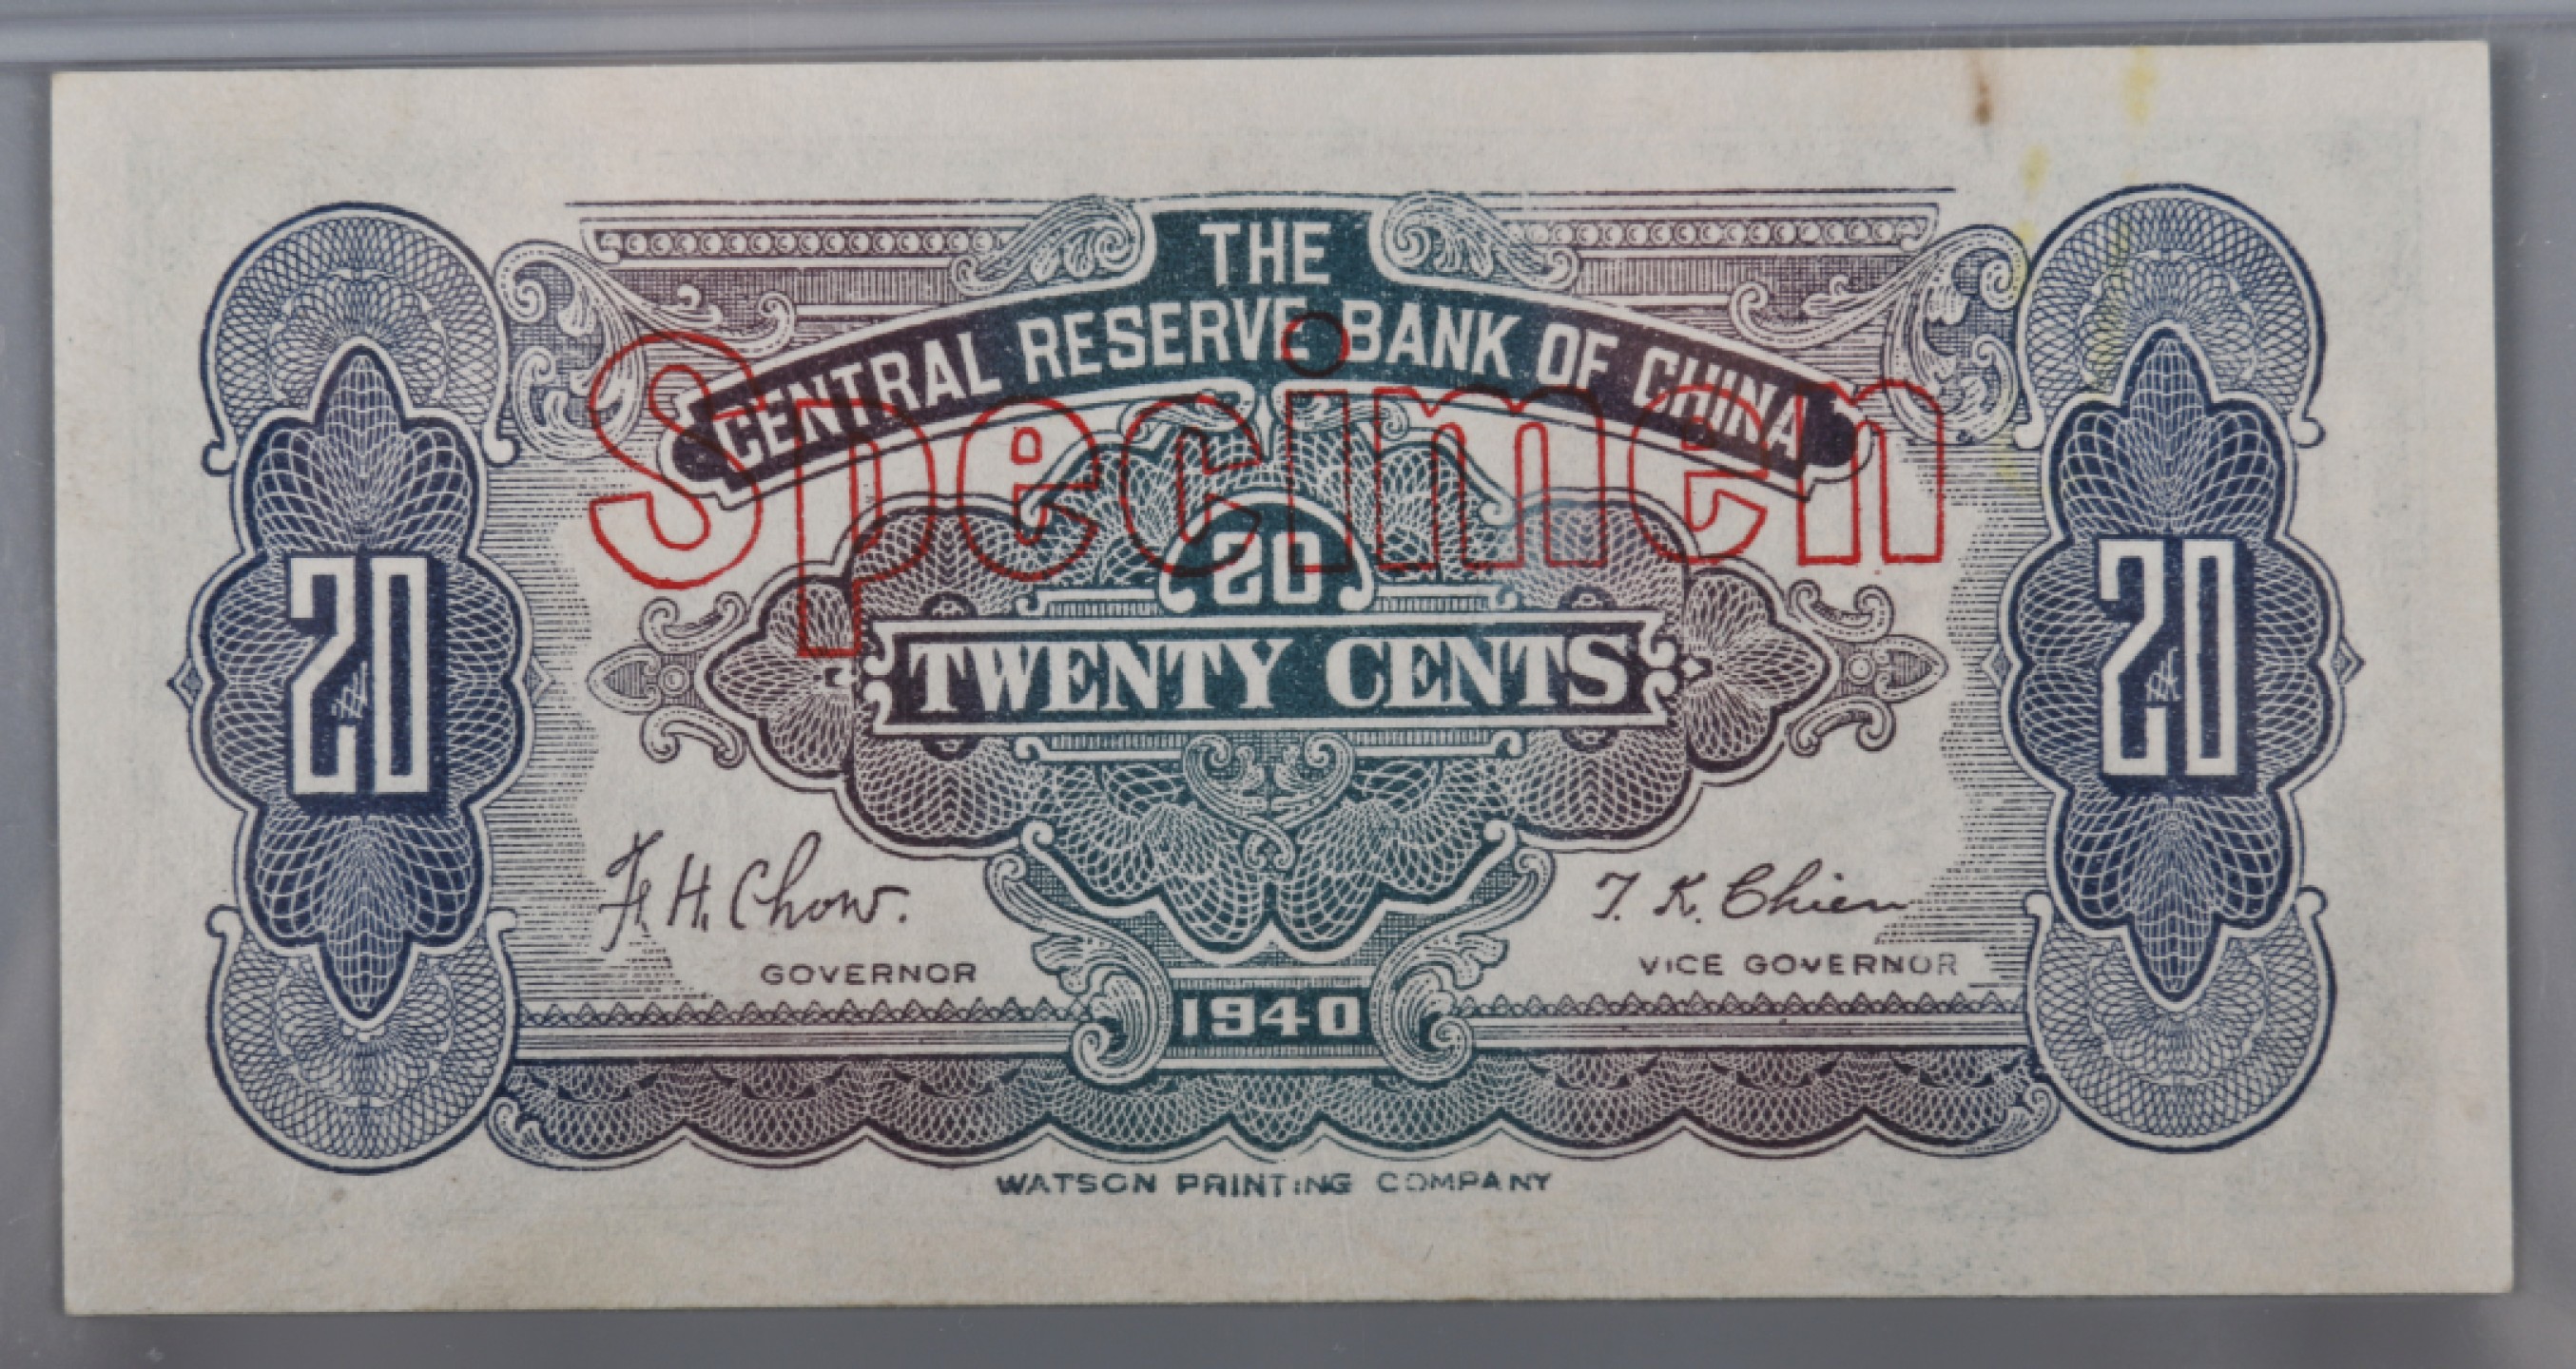 THE
CENTRAL RESERVE BANK OF CHINA
Specimen
20
20
20
TWENTY CENTS
F. H. Chow.
T. K. Chien
GOVERNOR
VICE GOVERNOR
1940
WATSON PRINTING COMPANY